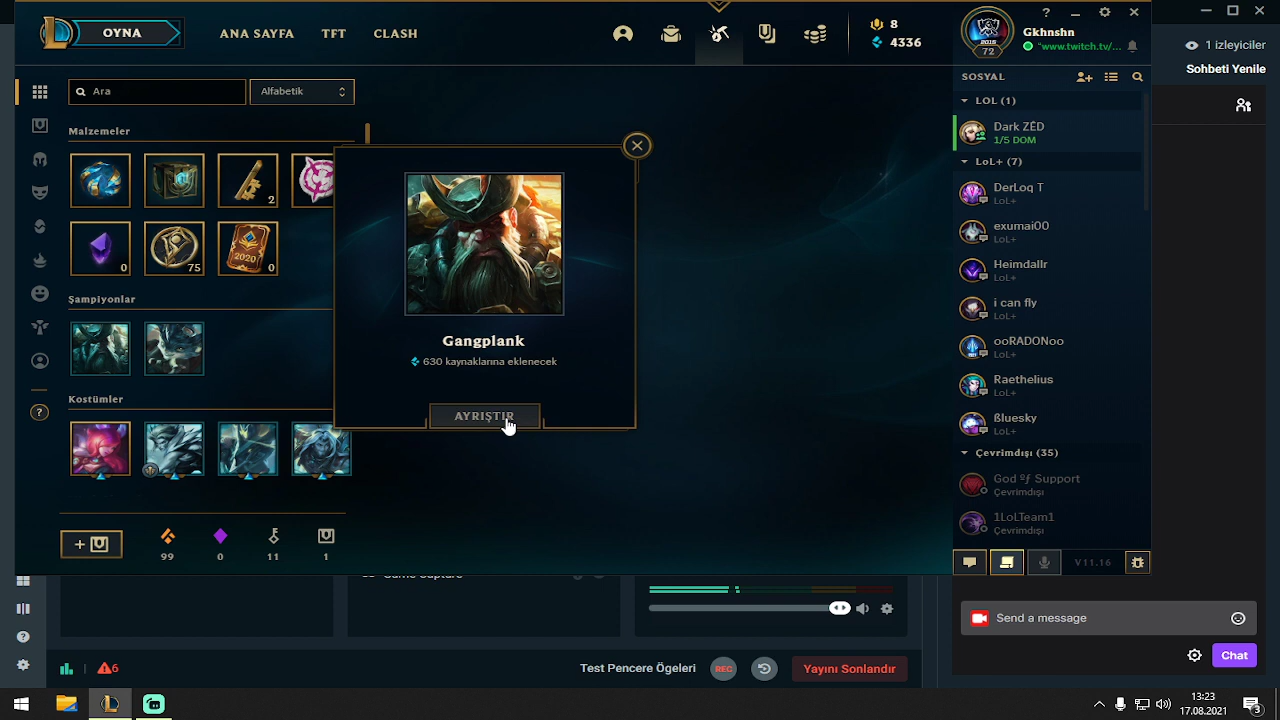 OYNA
ANA SAYFA
TFT
CLASH
8
4336
72
Gkhnshn
"www.twitch.tv/...
1 izleyiciler
Sohbeti Yenile
Ara
Alfabetik
SOSYAL
LOL (1)
Dark ZÉD
1/5 DOM
LoL+ (7)
DerLoq T
LoL+
exumai00
LoL+
Heimdallr
LoL+
i can fly
LoL+
ooRADONoo
LoL+
Raethelius
LoL+
ßluesky
LoL+
Çevrimdışı (35)
God ºƒ Support
Çevrimdışı
1LoLTeam1
Çevrimdışı
V11.16
Malzemeler
2
0
75
2020
0
Şampiyonlar
Kostümler
Gangplank
630 kaynaklarına eklenecek
AYRIŞTIR
99
0
11
1
Game Capture
6
Test Pencere Ögeleri
REC
Yayını Sonlandır
Send a message
Chat
13:23
17.08.2021